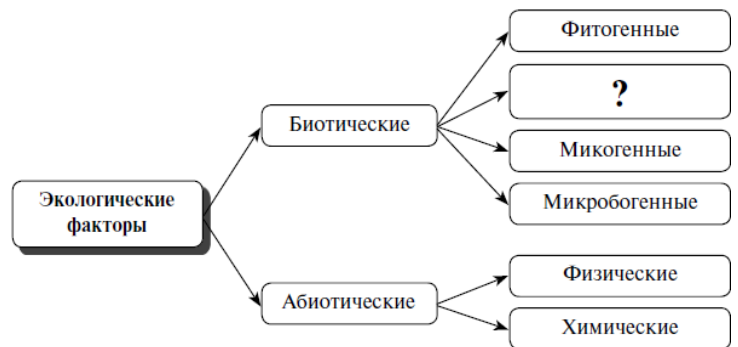 Фитогенные
?
Биотические
Микогенные
Микробогенные
Экологические
факторы
Физические
Абиотические
Химические